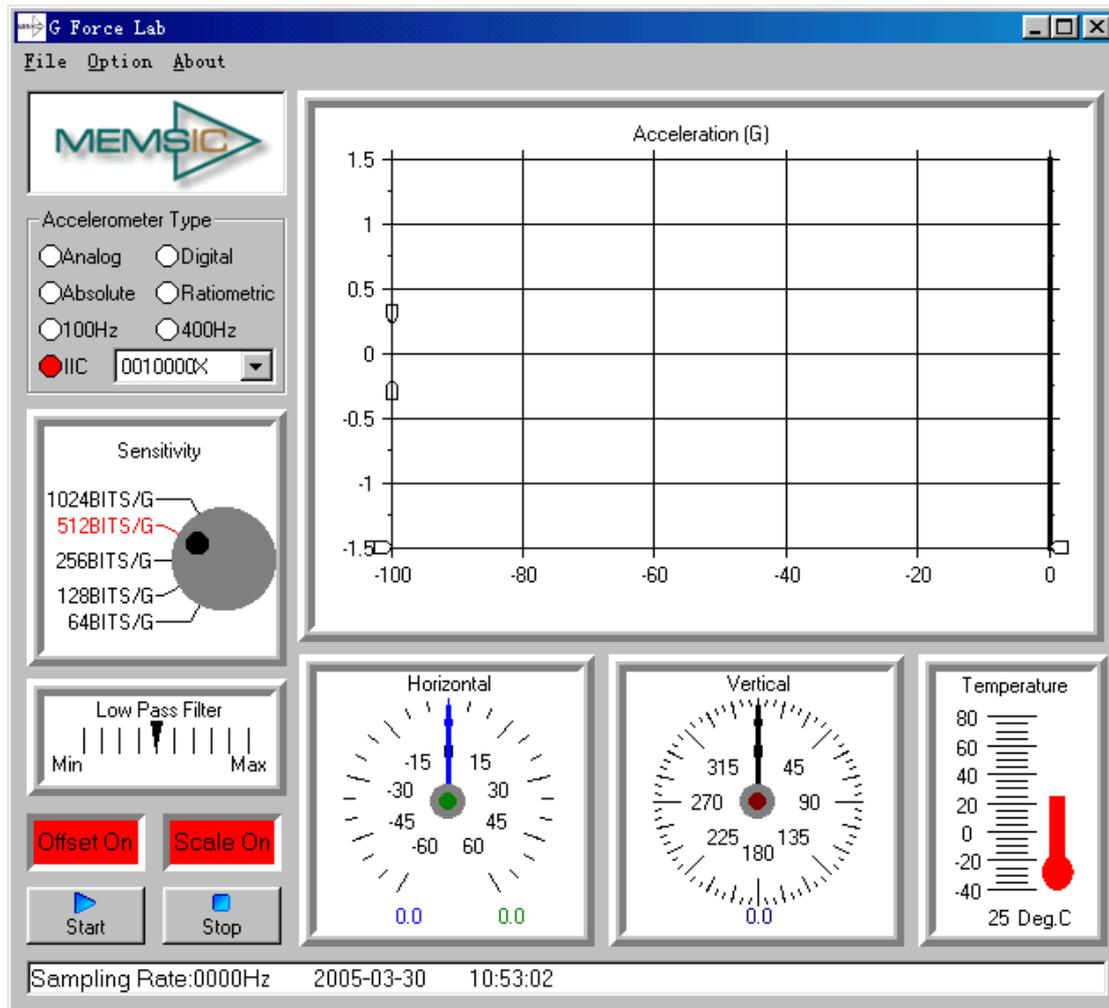 G Force Lab
File Option About
MEMSIC
Accelerometer Type
Analog Digital
Absolute Ratiometric
100Hz 400Hz
IIC 0010000X
Sensitivity
1024BITS/G
512BITS/G
256BITS/G
128BITS/G
64BITS/G
Low Pass Filter
Min Max
Offset On Scale On
Start Stop
Acceleration (G)
1.5
1
0.5
0
-0.5
-1
-1.5
-100 -80 -60 -40 -20 0
Horizontal
-15 15
-30 30
-45 45
-60 60
0.0 0.0
Vertical
315 45
270 90
225 135
180
0.0
Temperature
80
60
40
20
0
-20
-40
25 Deg.C
Sampling Rate:0000Hz 2005-03-30 10:53:02